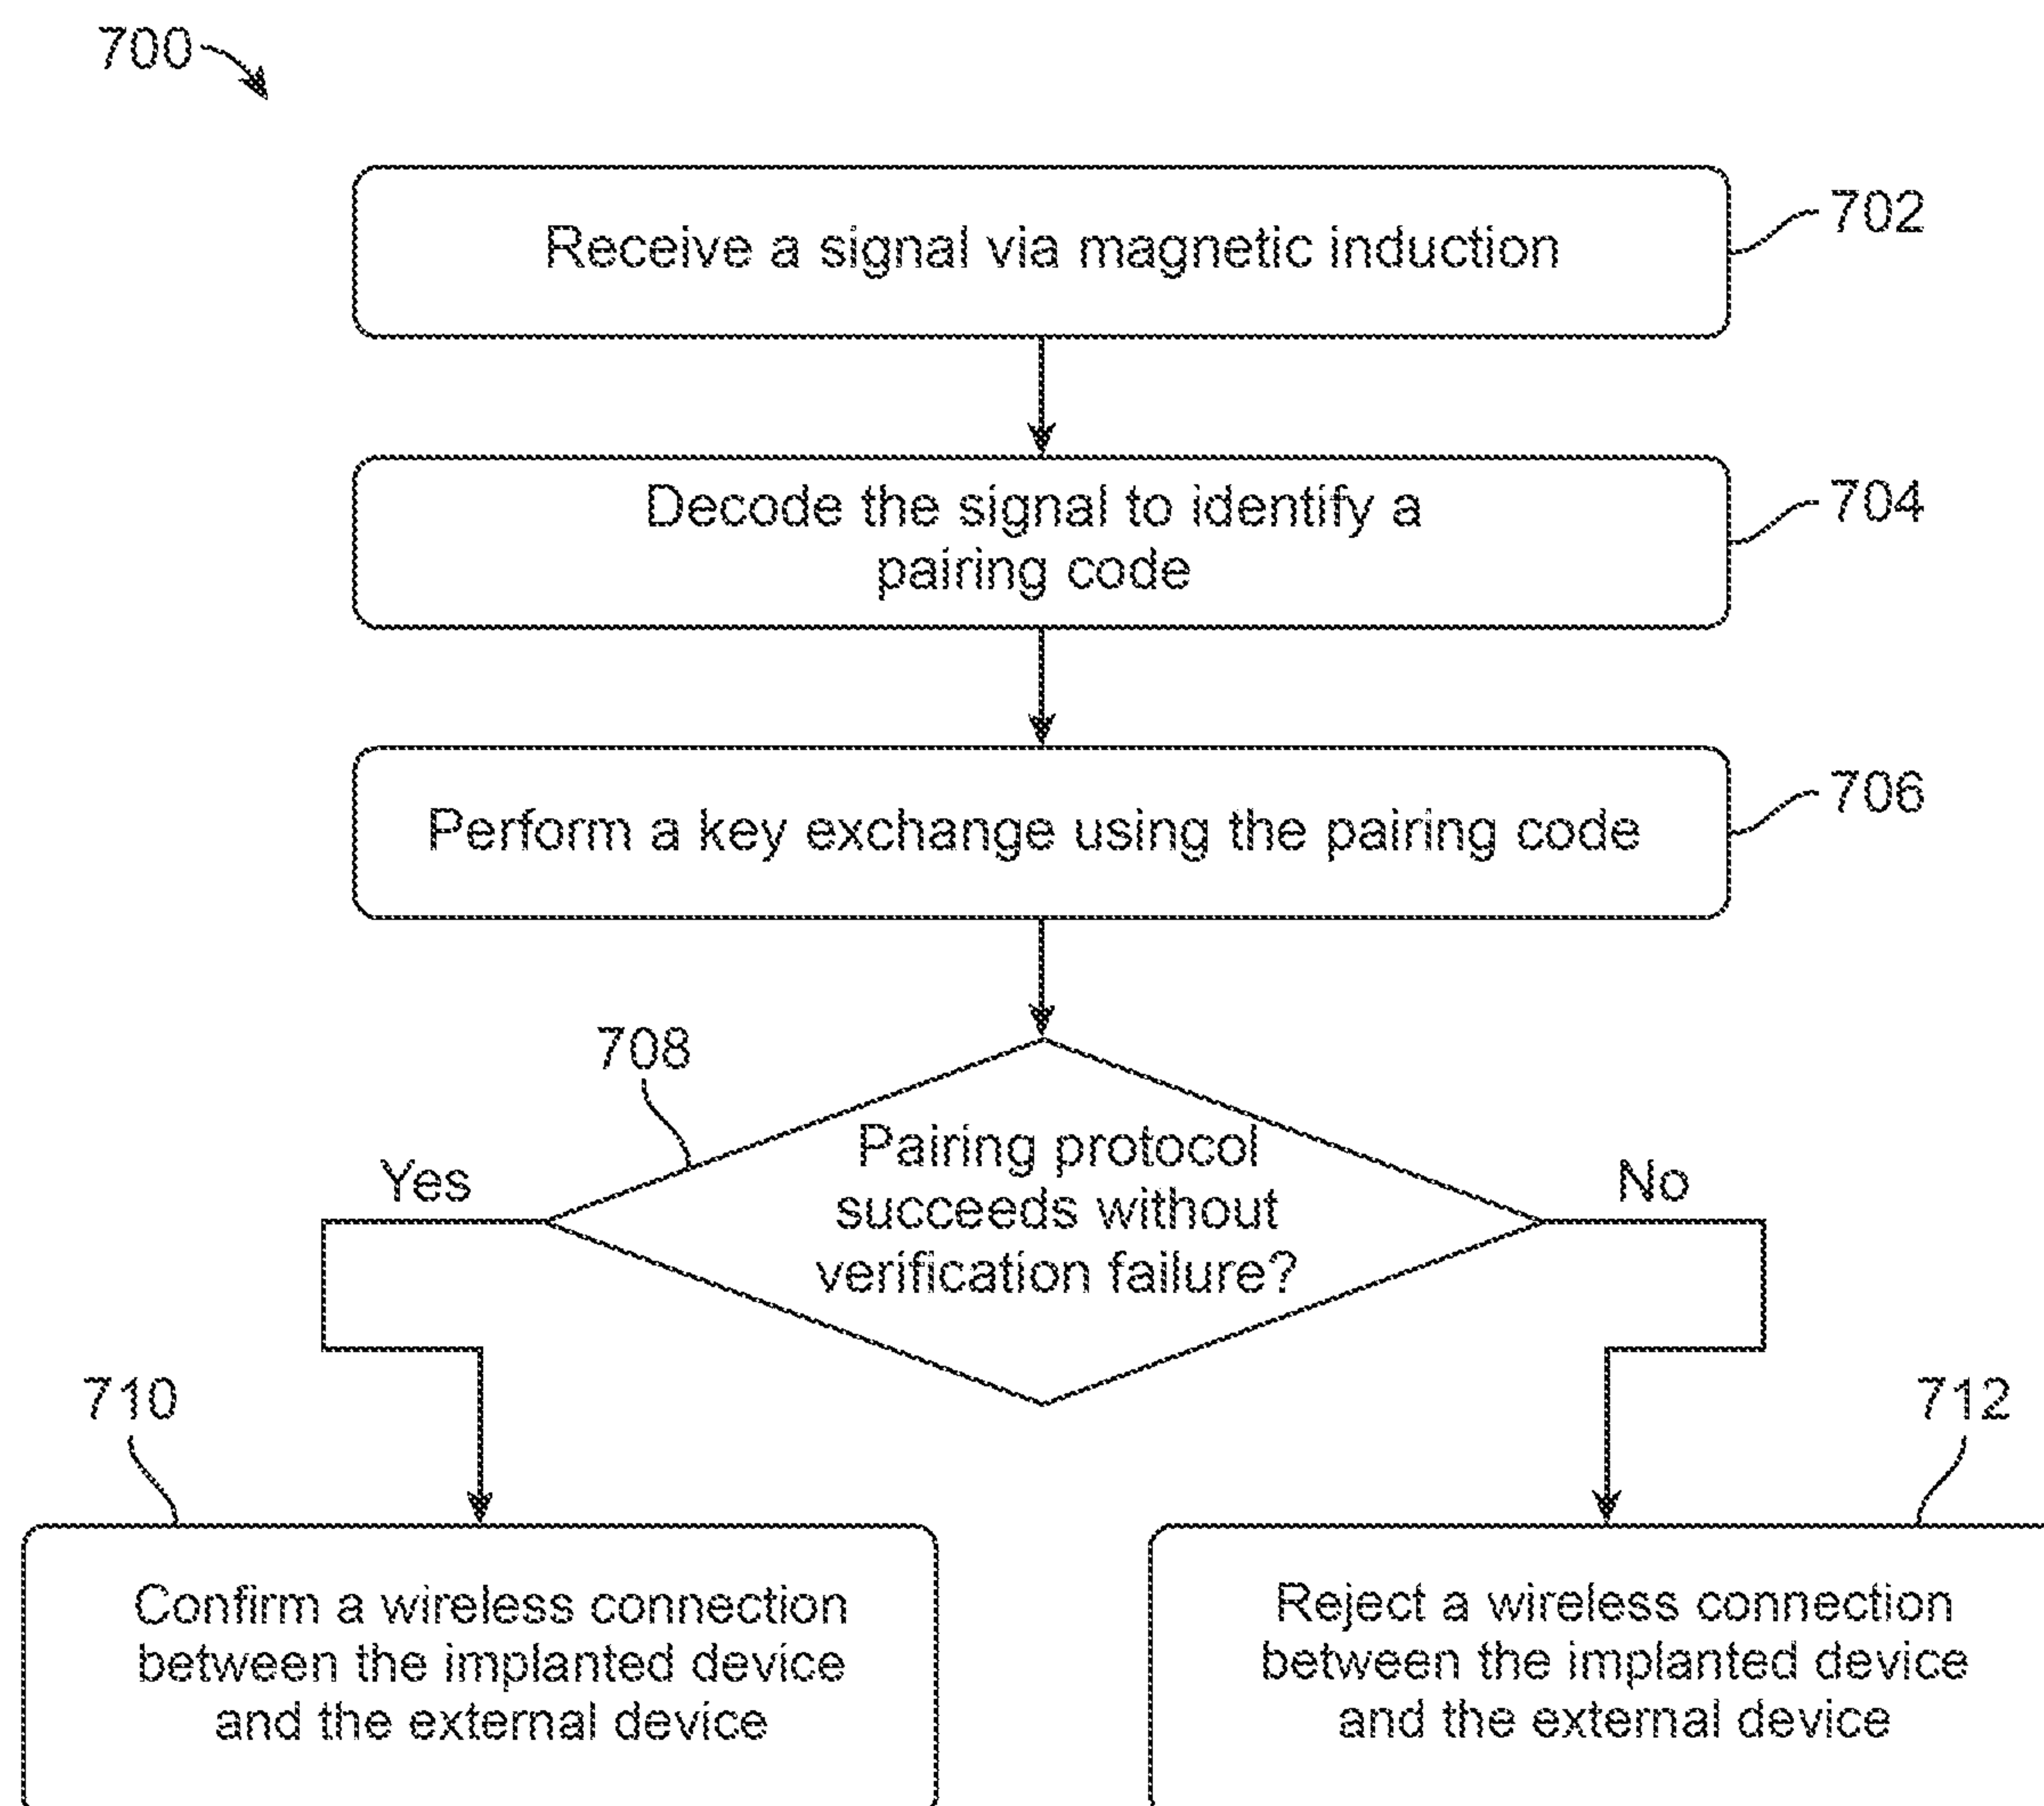 700
Receive a signal via magnetic induction
702
Decode the signal to identify a
pairing code
704
Perform a key exchange using the pairing code
706
708
Pairing protocol
succeeds without
verification failure?
Yes
No
710
Confirm a wireless connection
between the implanted device
and the external device
712
Reject a wireless connection
between the implanted device
and the external device